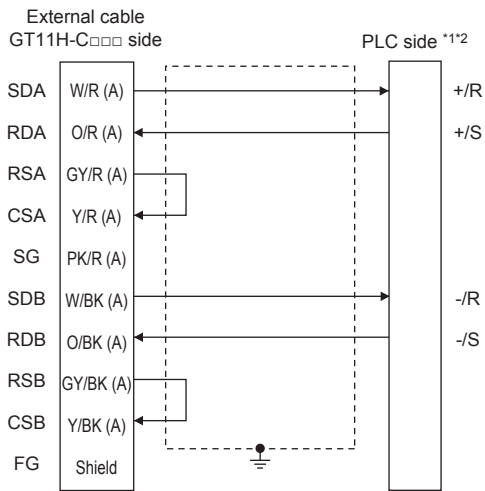 External cable
GT11H-C□□□ side
PLC side *1*2
SDA W/R (A) +/R
RDA O/R (A) +/S
RSA GY/R (A)
CSA Y/R (A)
SG PK/R (A)
SDB W/BK (A) -/R
RDB O/BK (A) -/S
RSB GY/BK (A)
CSB Y/BK (A)
FG Shield